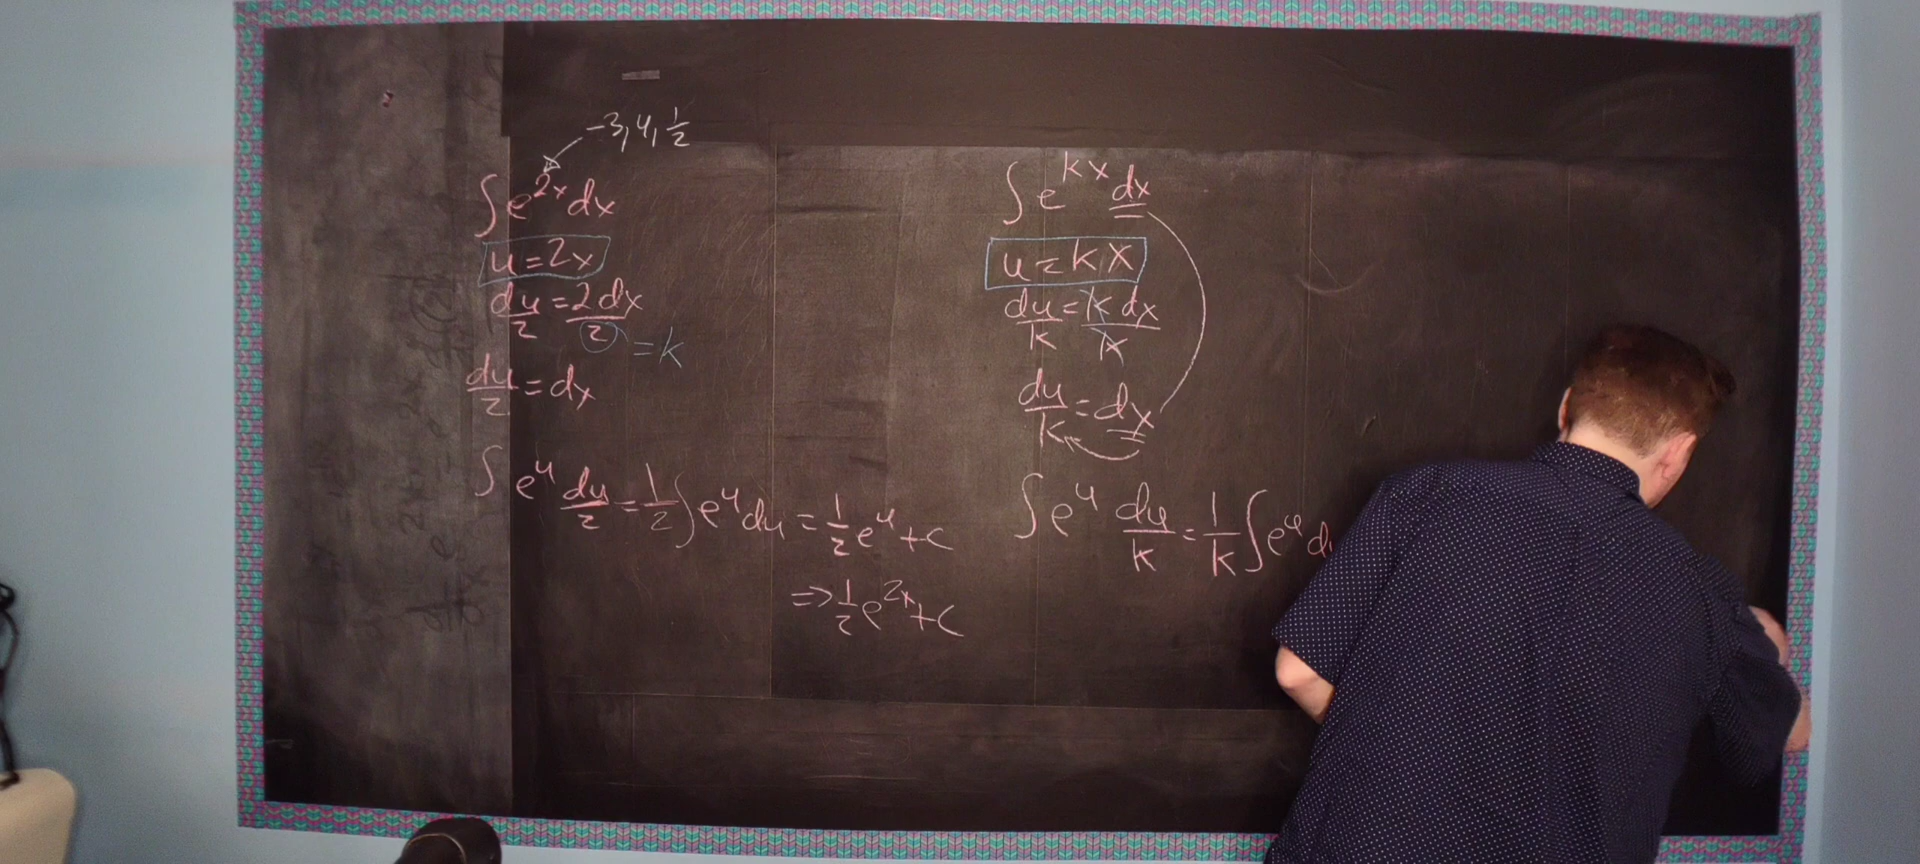 -3, 4, 1/2
∫e^{2x} dx
u = 2x
du/2 = 2dx/2
= k
du/2 = dx
∫ e^u du/2 = 1/2 ∫e^u du = 1/2 e^u + c
⇒ 1/2 e^{2x} + c
∫ e^{kx} dx
u = kx
du/k = k dx/k
du/k = dx
∫e^u du/k = 1/k ∫e^u du